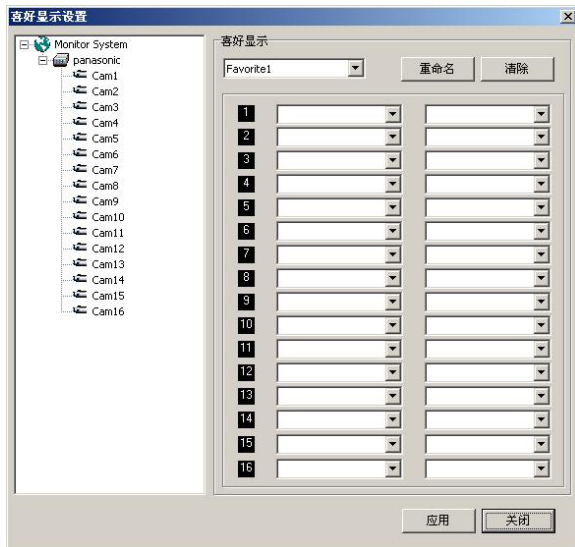 喜好显示设置
Monitor System
panasonic
Cam1
Cam2
Cam3
Cam4
Cam5
Cam6
Cam7
Cam8
Cam9
Cam10
Cam11
Cam12
Cam13
Cam14
Cam15
Cam16
喜好显示
Favorite1
重命名
清除
1
2
3
4
5
6
7
8
9
10
11
12
13
14
15
16
应用
关闭